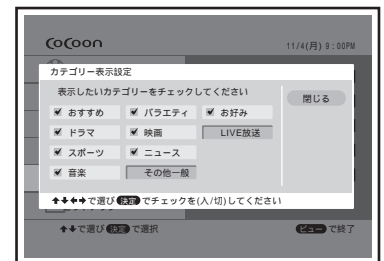 CoCoon
11/4(月) 9:00PM
カテゴリー表示設定
表示したいカテゴリーをチェックしてください
閉じる
おすすめ バラエティ お好み
ドラマ 映画 LIVE放送
スポーツ ニュース
音楽 その他一般
で選び 決定 でチェックを(入/切)してください
で選び 決定 で選択
ビュー で終了